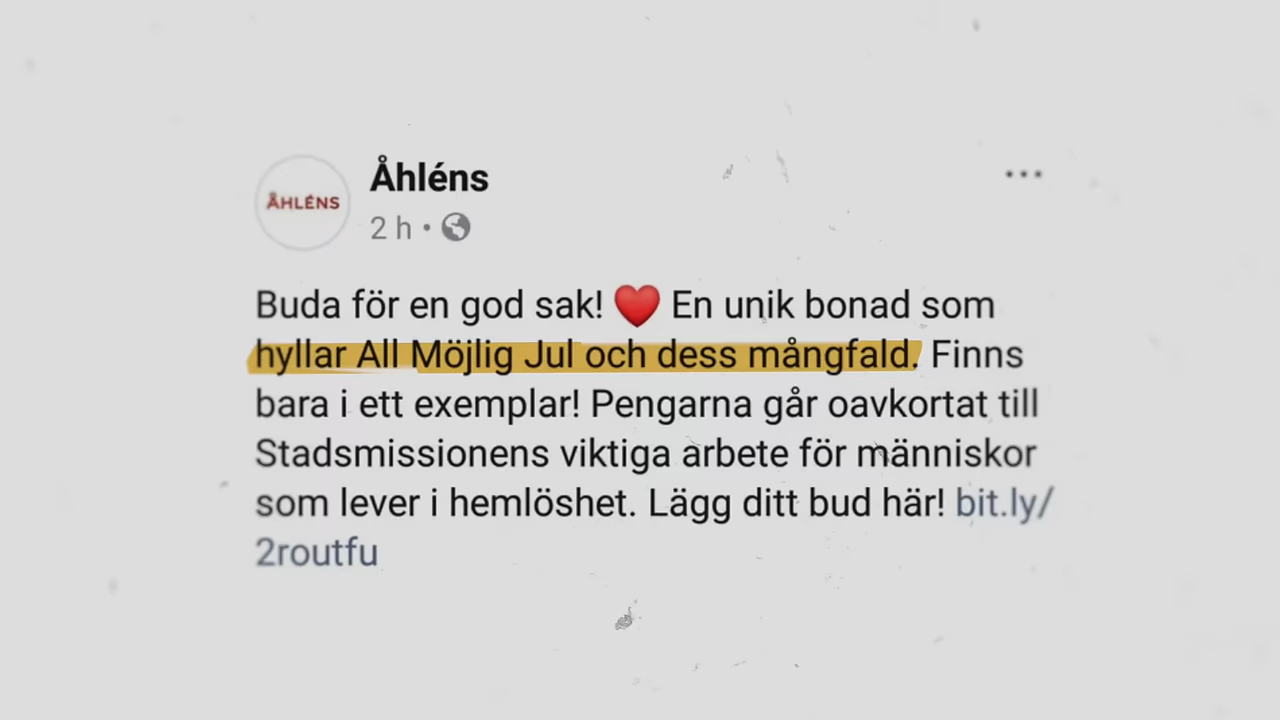 ÅHLÉNS
Åhléns
2 h •
Buda för en god sak! ❤️ En unik bonad som
hyllar All Möjlig Jul och dess mångfald. Finns
bara i ett exemplar! Pengarna går oavkortat till
Stadsmissionens viktiga arbete för människor
som lever i hemlöshet. Lägg ditt bud här! bit.ly/
2routfu